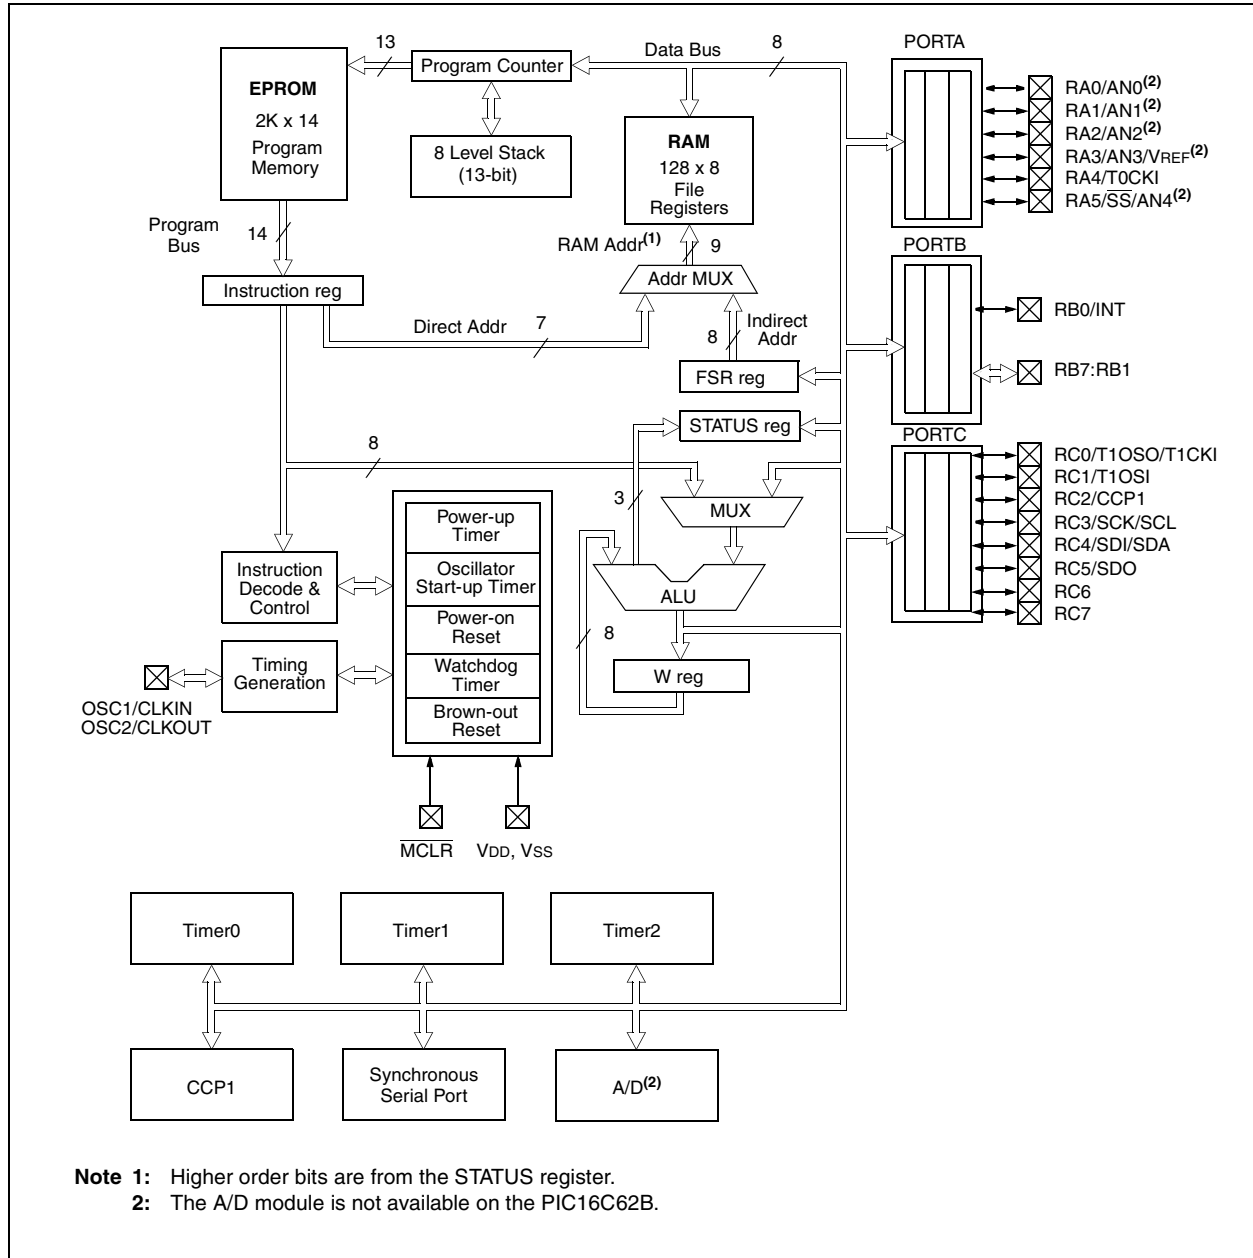 13
Data Bus
8
PORTA
EPROM
2K x 14
Program
Memory
Program Counter
8 Level Stack
(13-bit)
RAM
128 x 8
File
Registers
RA0/AN0(2)
RA1/AN1(2)
RA2/AN2(2)
RA3/AN3/VREF(2)
RA4/T0CKI
RA5/SS/AN4(2)
Program
Bus
14
RAM Addr(1)
9
PORTB
Instruction reg
Addr MUX
Direct Addr
7
8
Indirect
Addr
RB0/INT
RB7:RB1
FSR reg
STATUS reg
PORTC
8
3
MUX
RC0/T1OSO/T1CKI
RC1/T1OSI
RC2/CCP1
RC3/SCK/SCL
RC4/SDI/SDA
RC5/SDO
RC6
RC7
Power-up
Timer
Oscillator
Start-up Timer
Power-on
Reset
Watchdog
Timer
Brown-out
Reset
Instruction
Decode &
Control
Timing
Generation
OSC1/CLKIN
OSC2/CLKOUT
ALU
8
W reg
MCLR
VDD, VSS
Timer0
Timer1
Timer2
CCP1
Synchronous
Serial Port
A/D(2)
Note 1: Higher order bits are from the STATUS register.
2: The A/D module is not available on the PIC16C62B.